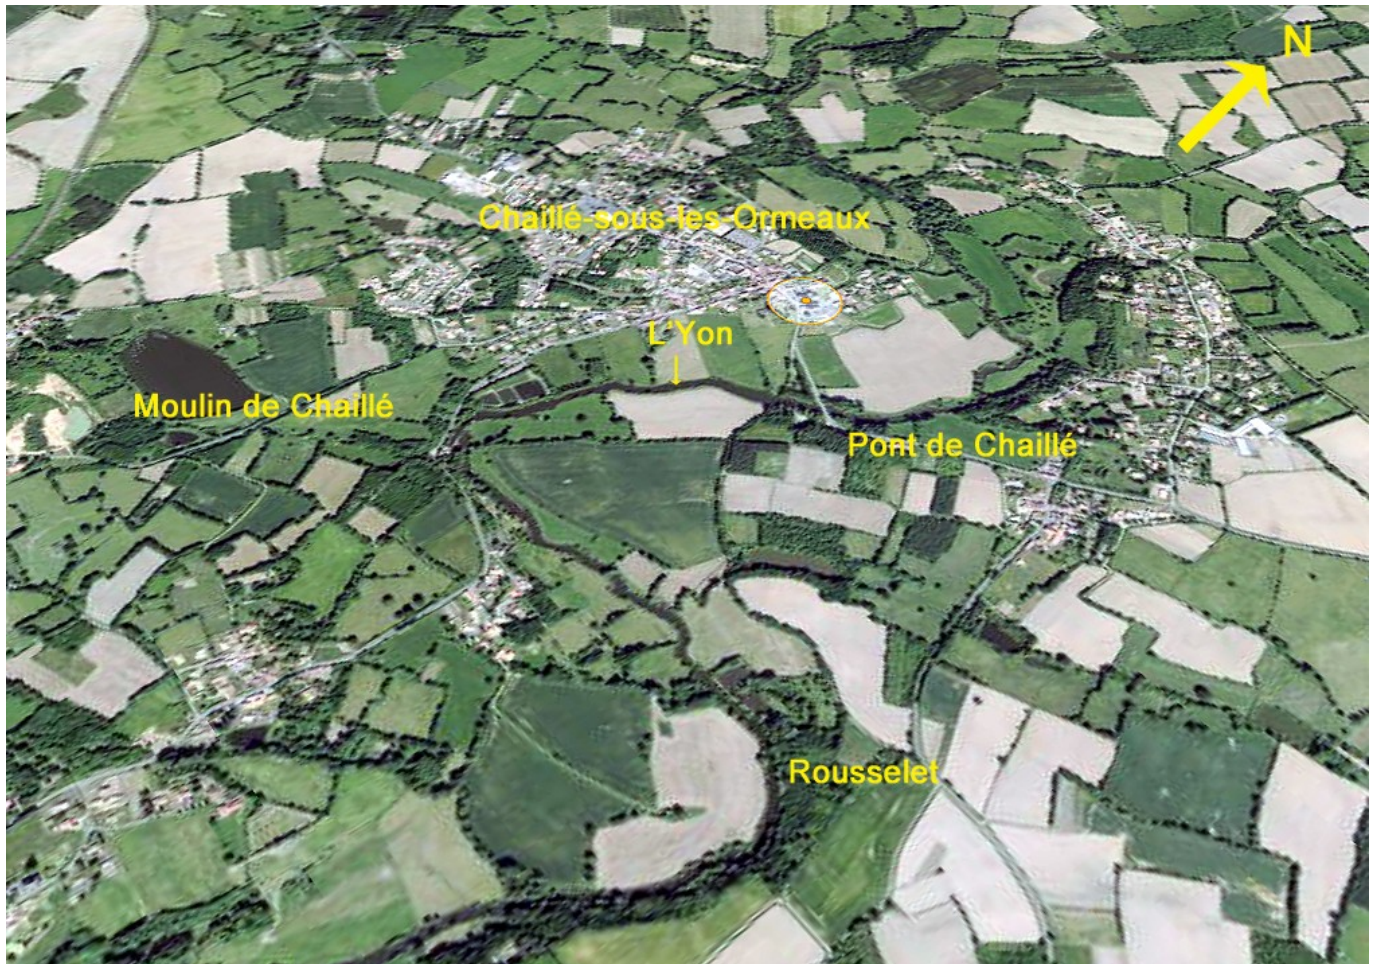 N
Chaillé-sous-les-Ormeaux
L'Yon
Moulin de Chaillé
Pont de Chaillé
Rousselet